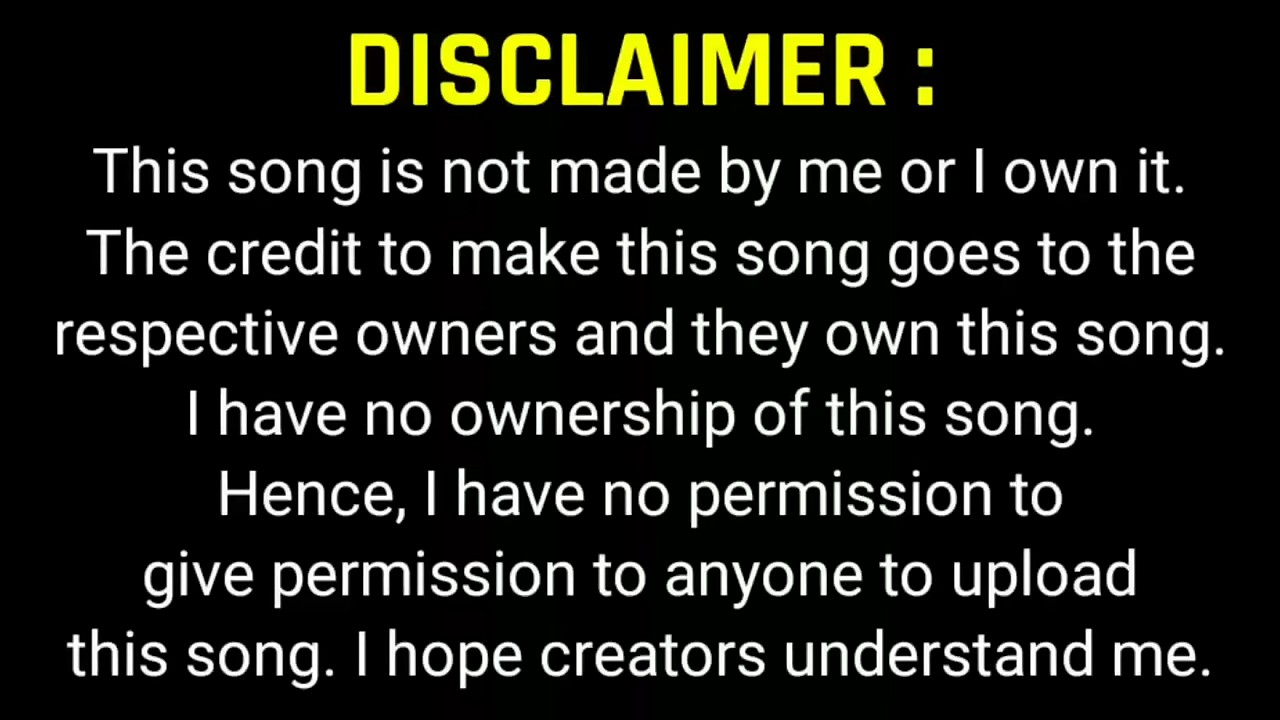 DISCLAIMER :
This song is not made by me or I own it.
The credit to make this song goes to the
respective owners and they own this song.
I have no ownership of this song.
Hence, I have no permission to
give permission to anyone to upload
this song. I hope creators understand me.